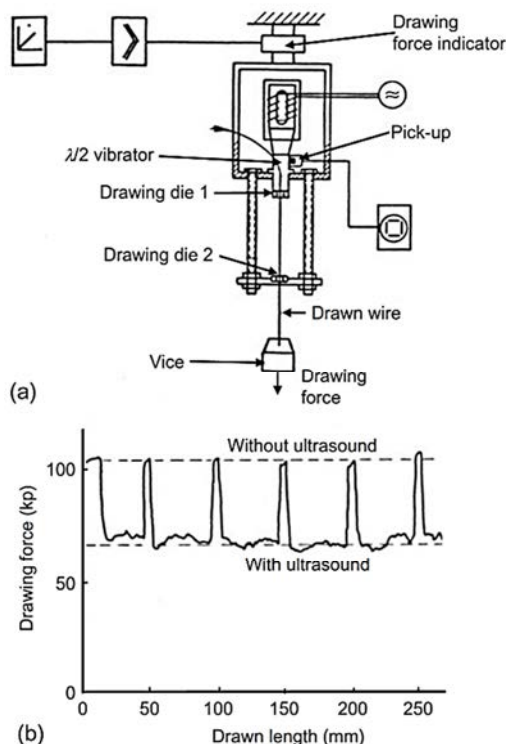 Drawing
force indicator
≈
Pick-up
λ/2 vibrator
Drawing die 1
Drawing die 2
Drawn wire
Vice
Drawing
force
(a)
Without ultrasound
With ultrasound
Drawing force (kp)
100
50
0
0
50
100
150
200
250
Drawn length (mm)
(b)